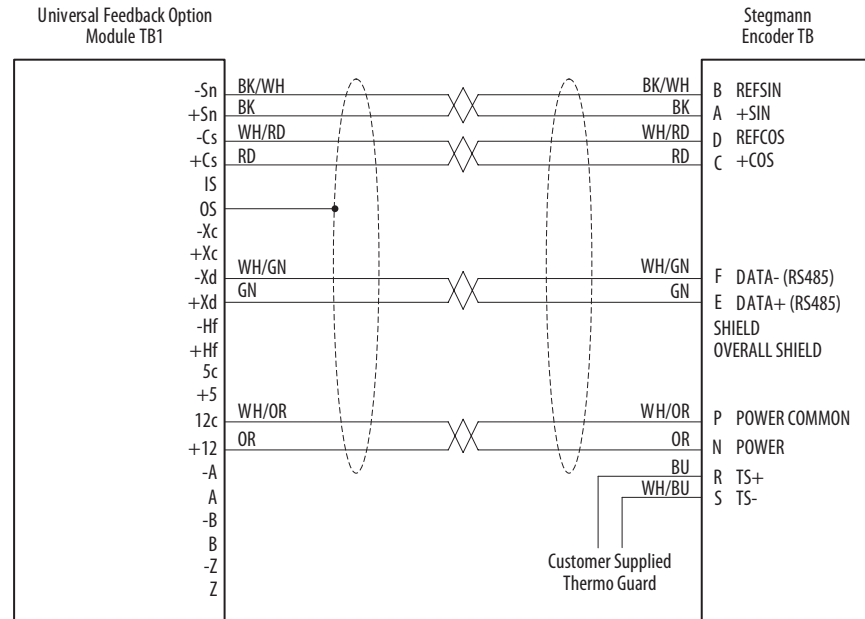 Universal Feedback Option
Module TB1
Stegmann
Encoder TB
-Sn BK/WH BK/WH B REFSIN
+Sn BK BK A +SIN
-Cs WH/RD WH/RD D REFCOS
+Cs RD RD C +COS
IS
OS
-Xc
+Xc
-Xd WH/GN WH/GN F DATA- (RS485)
+Xd GN GN E DATA+ (RS485)
-Hf SHIELD
+Hf OVERALL SHIELD
5c
+5
12c WH/OR WH/OR P POWER COMMON
+12 OR OR N POWER
-A BU R TS+
A WH/BU S TS-
-B
B
-Z
Z
Customer Supplied
Thermo Guard